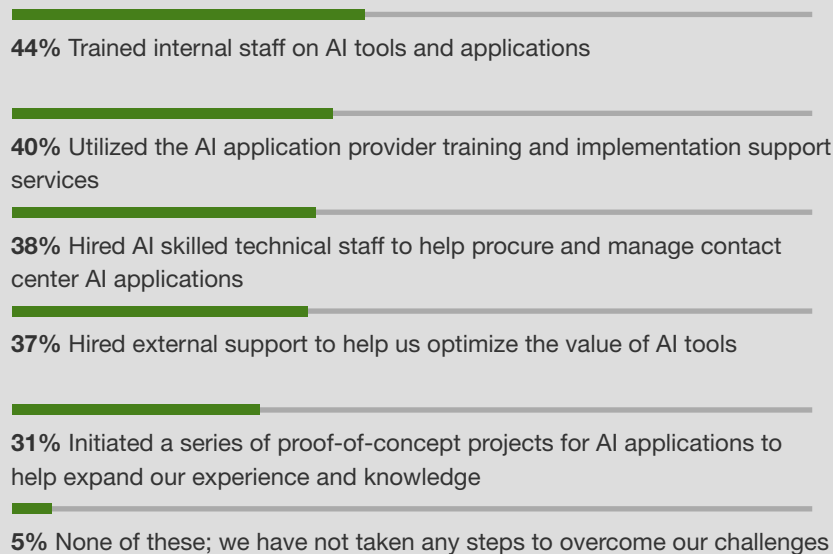 44% Trained internal staff on AI tools and applications
40% Utilized the AI application provider training and implementation support
services
38% Hired AI skilled technical staff to help procure and manage contact
center AI applications
37% Hired external support to help us optimize the value of AI tools
31% Initiated a series of proof-of-concept projects for AI applications to
help expand our experience and knowledge
5% None of these; we have not taken any steps to overcome our challenges